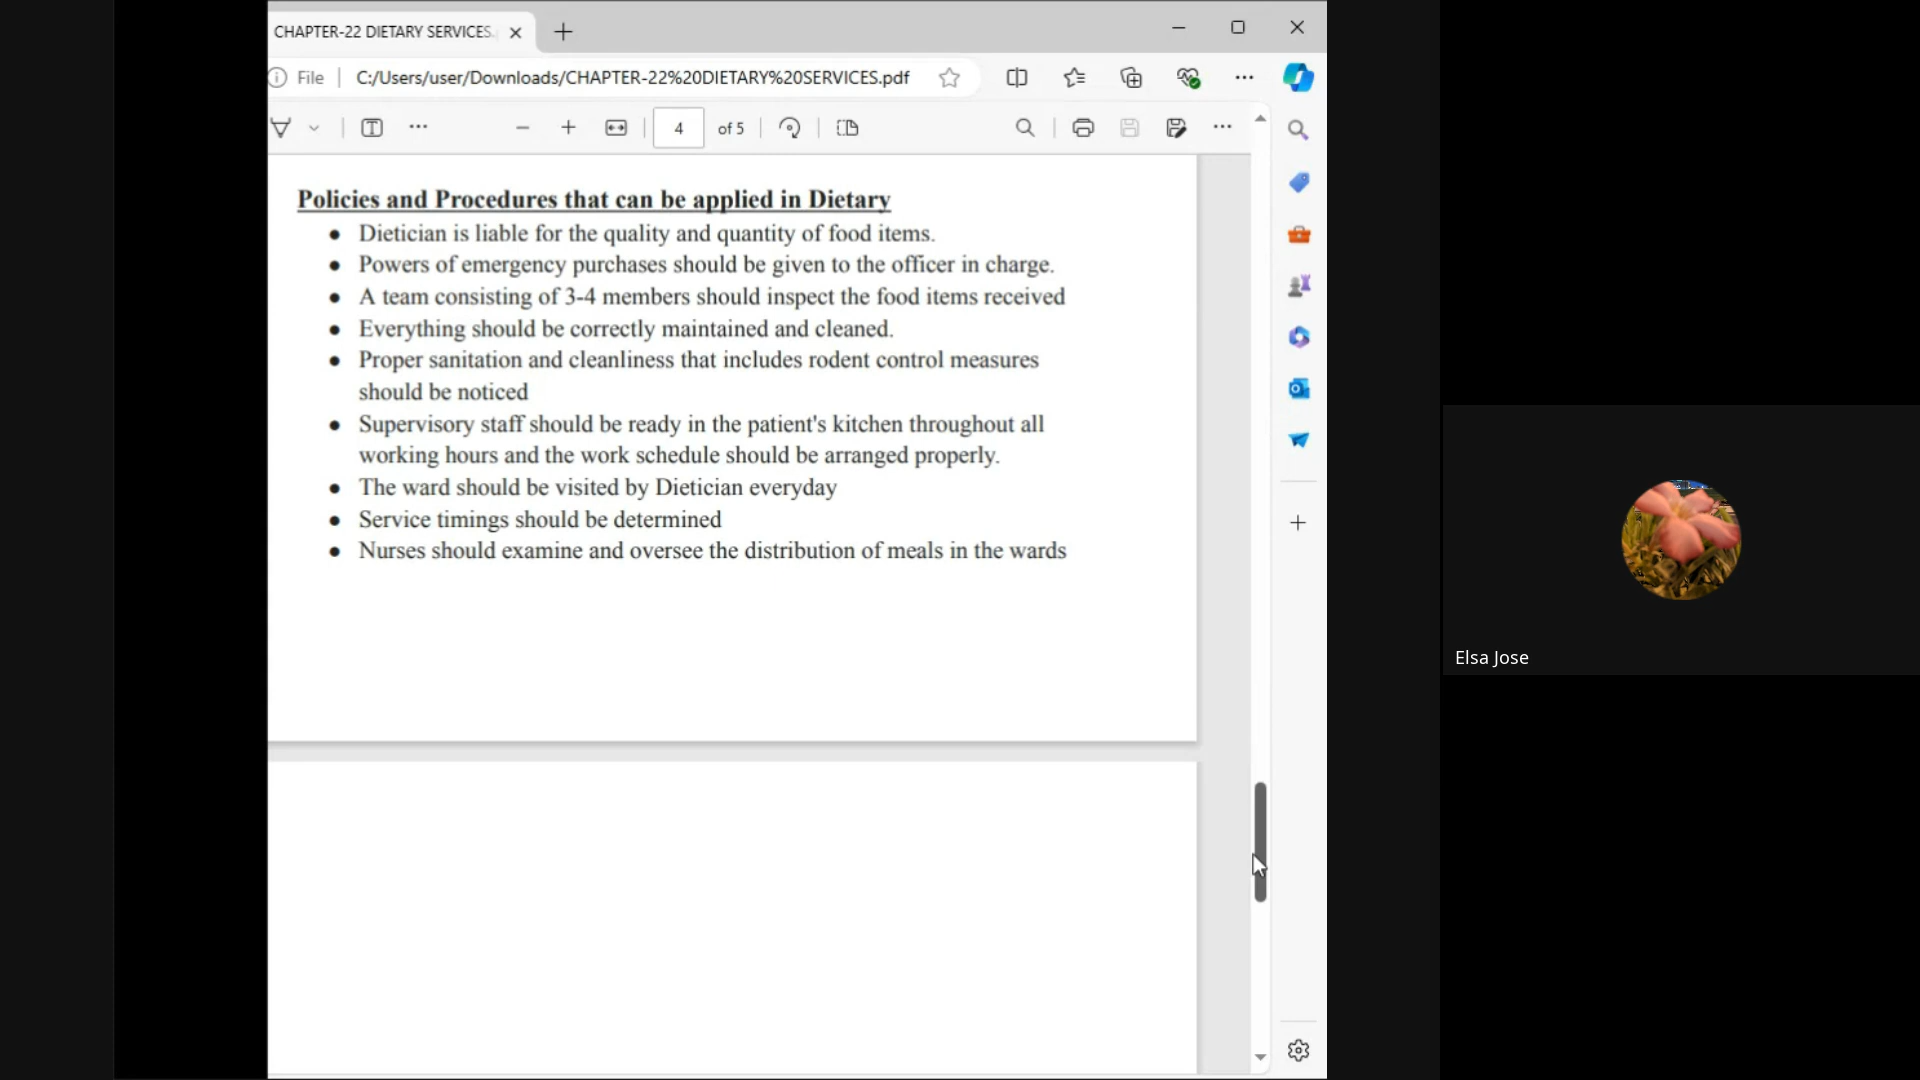 CHAPTER-22 DIETARY SERVICES.
File
C:/Users/user/Downloads/CHAPTER-22%20DIETARY%20SERVICES.pdf
4 of 5
Policies and Procedures that can be applied in Dietary
● Dietician is liable for the quality and quantity of food items.
● Powers of emergency purchases should be given to the officer in charge.
● A team consisting of 3-4 members should inspect the food items received
● Everything should be correctly maintained and cleaned.
● Proper sanitation and cleanliness that includes rodent control measures
should be noticed
● Supervisory staff should be ready in the patient's kitchen throughout all
working hours and the work schedule should be arranged properly.
● The ward should be visited by Dietician everyday
● Service timings should be determined
● Nurses should examine and oversee the distribution of meals in the wards
Elsa Jose